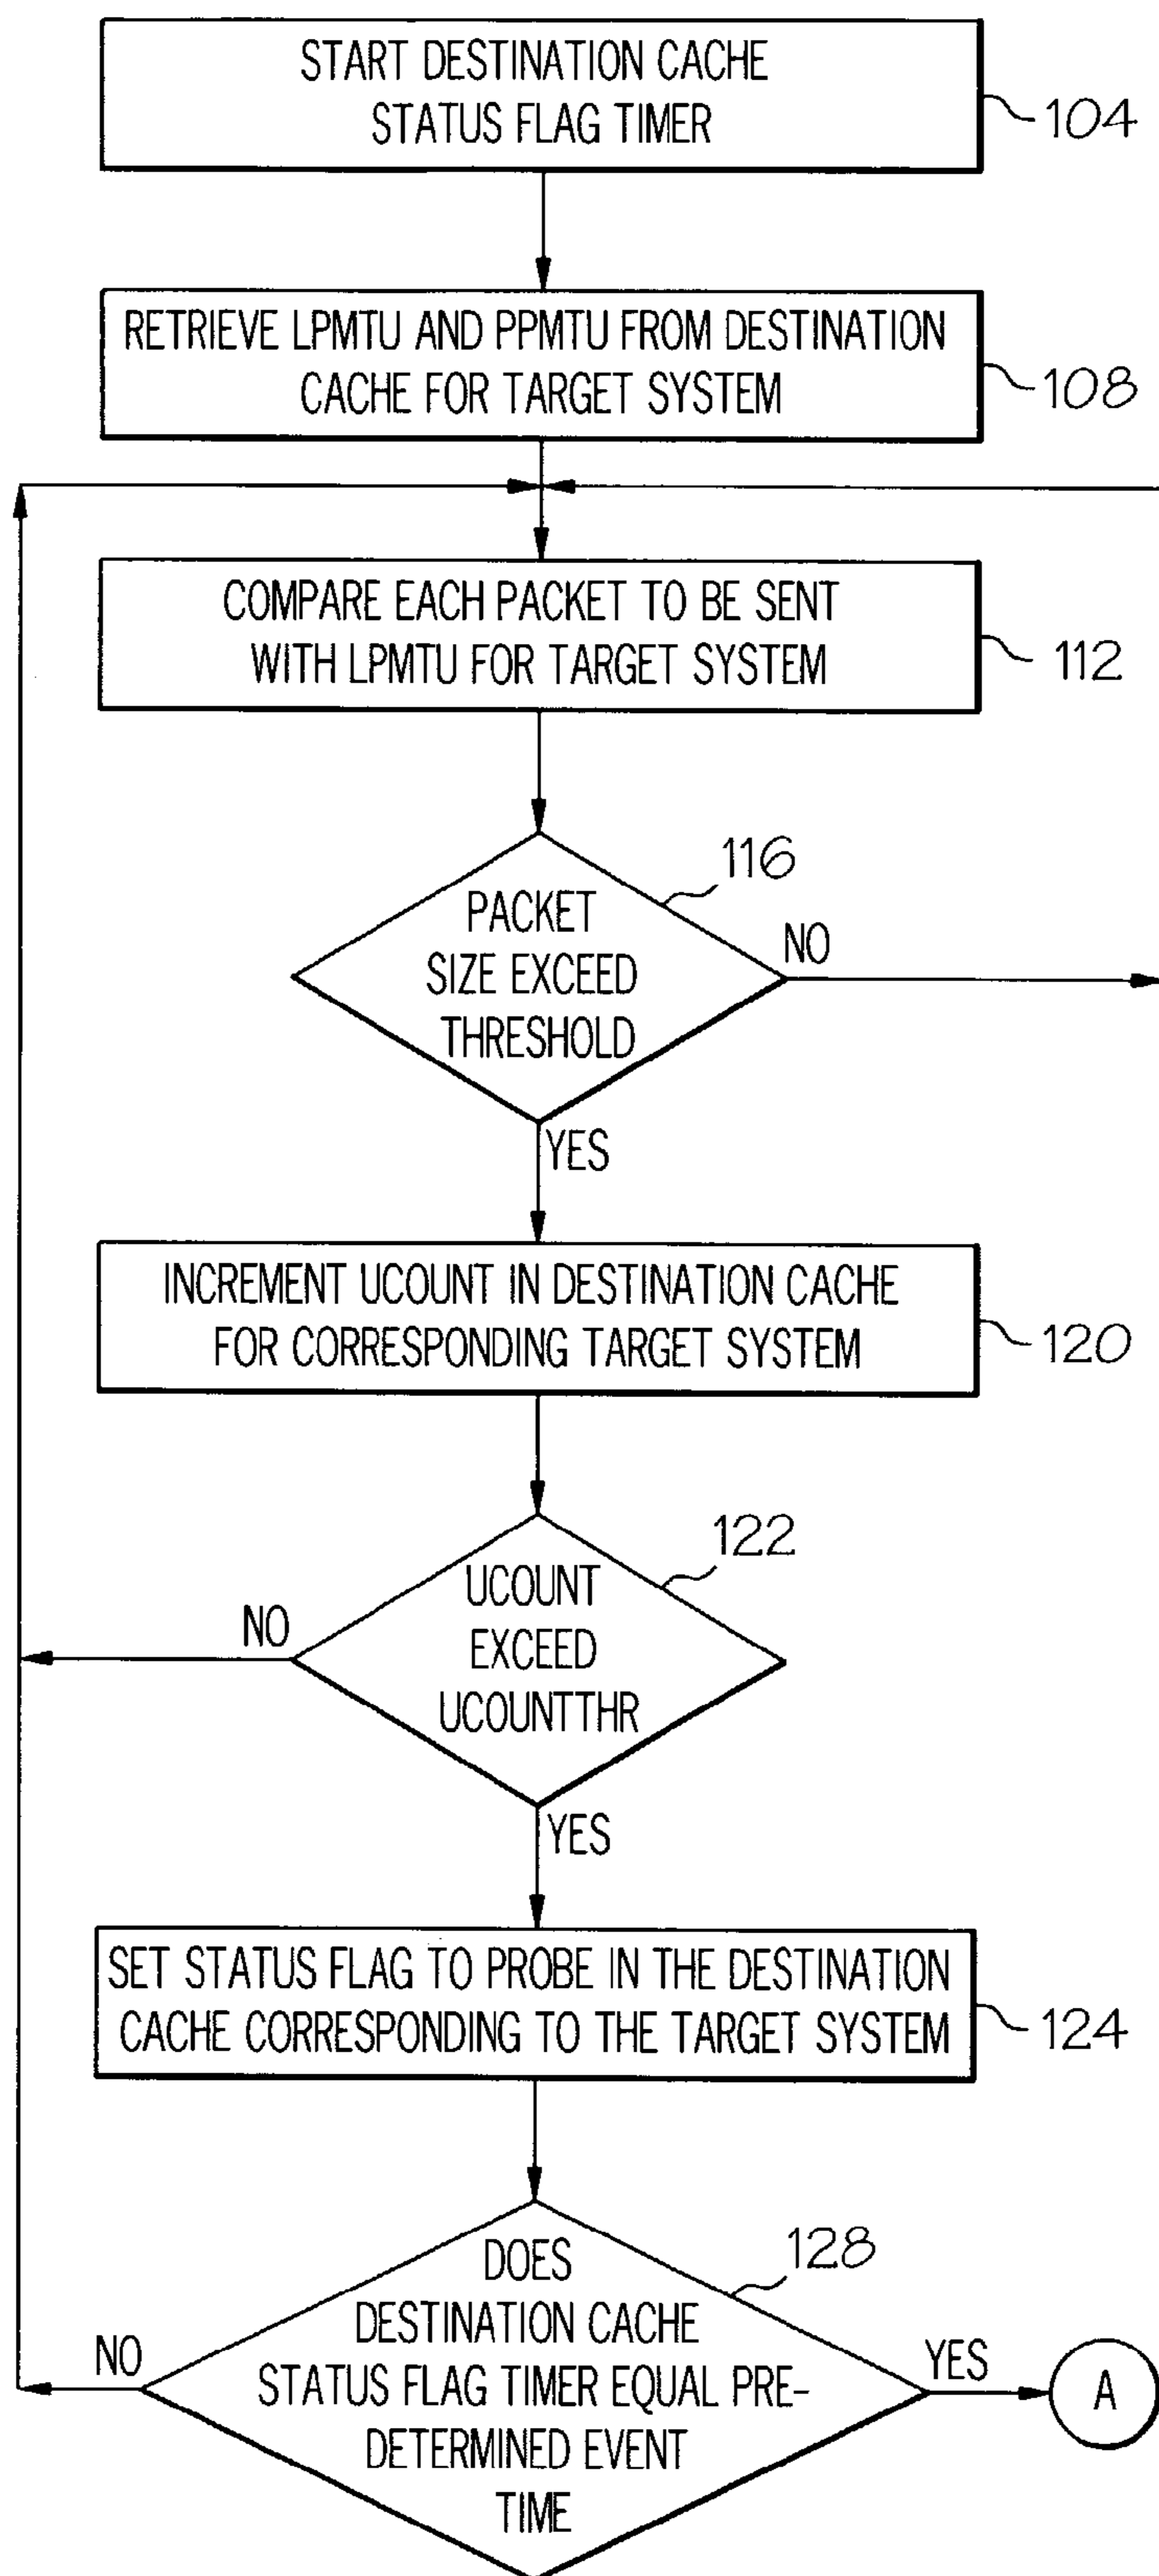 START DESTINATION CACHE
STATUS FLAG TIMER
104
RETRIEVE LPMTU AND PPMTU FROM DESTINATION
CACHE FOR TARGET SYSTEM
108
COMPARE EACH PACKET TO BE SENT
WITH LPMTU FOR TARGET SYSTEM
112
116
PACKET
SIZE EXCEED
THRESHOLD
NO
YES
INCREMENT UCOUNT IN DESTINATION CACHE
FOR CORRESPONDING TARGET SYSTEM
120
122
UCOUNT
EXCEED
UCOUNTTHR
NO
YES
SET STATUS FLAG TO PROBE IN THE DESTINATION
CACHE CORRESPONDING TO THE TARGET SYSTEM
124
128
DOES
DESTINATION CACHE
STATUS FLAG TIMER EQUAL PRE-
DETERMINED EVENT
TIME
NO
YES
A